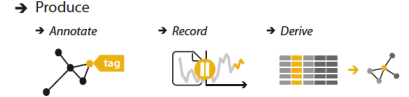 → Produce
→ Annotate → Record → Derive
tag